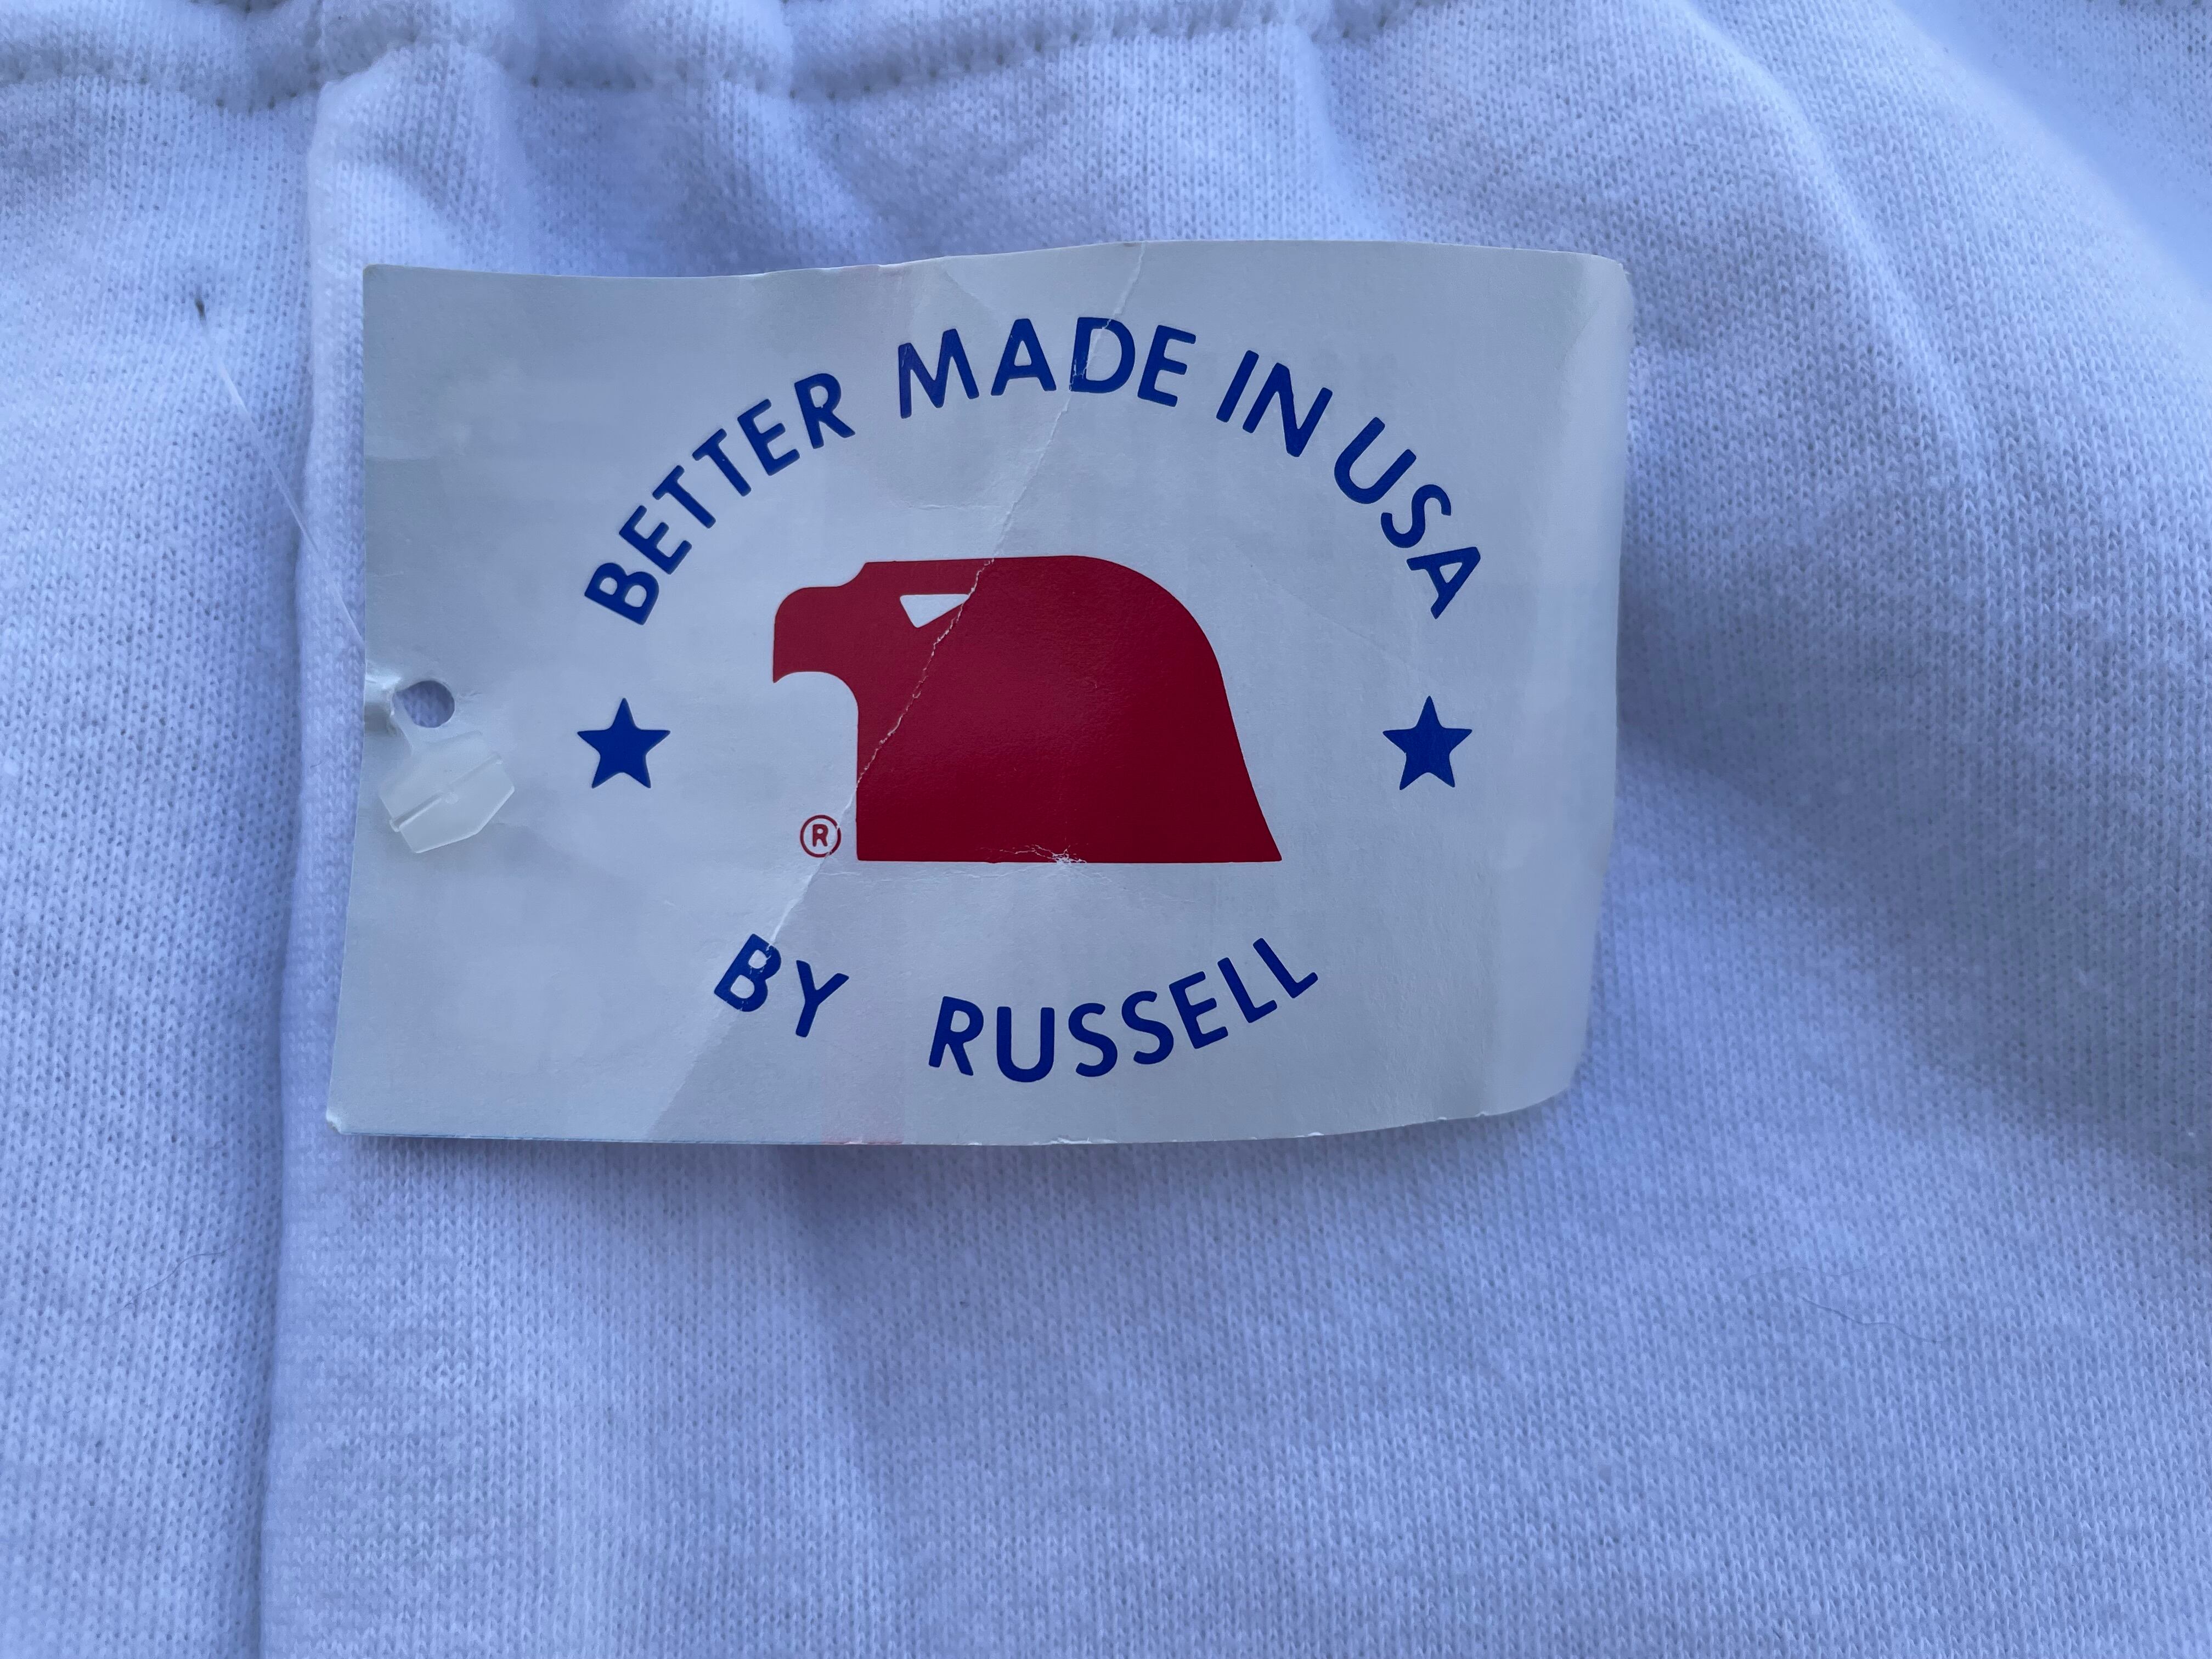 BETTER MADE IN USA
®
BY RUSSELL